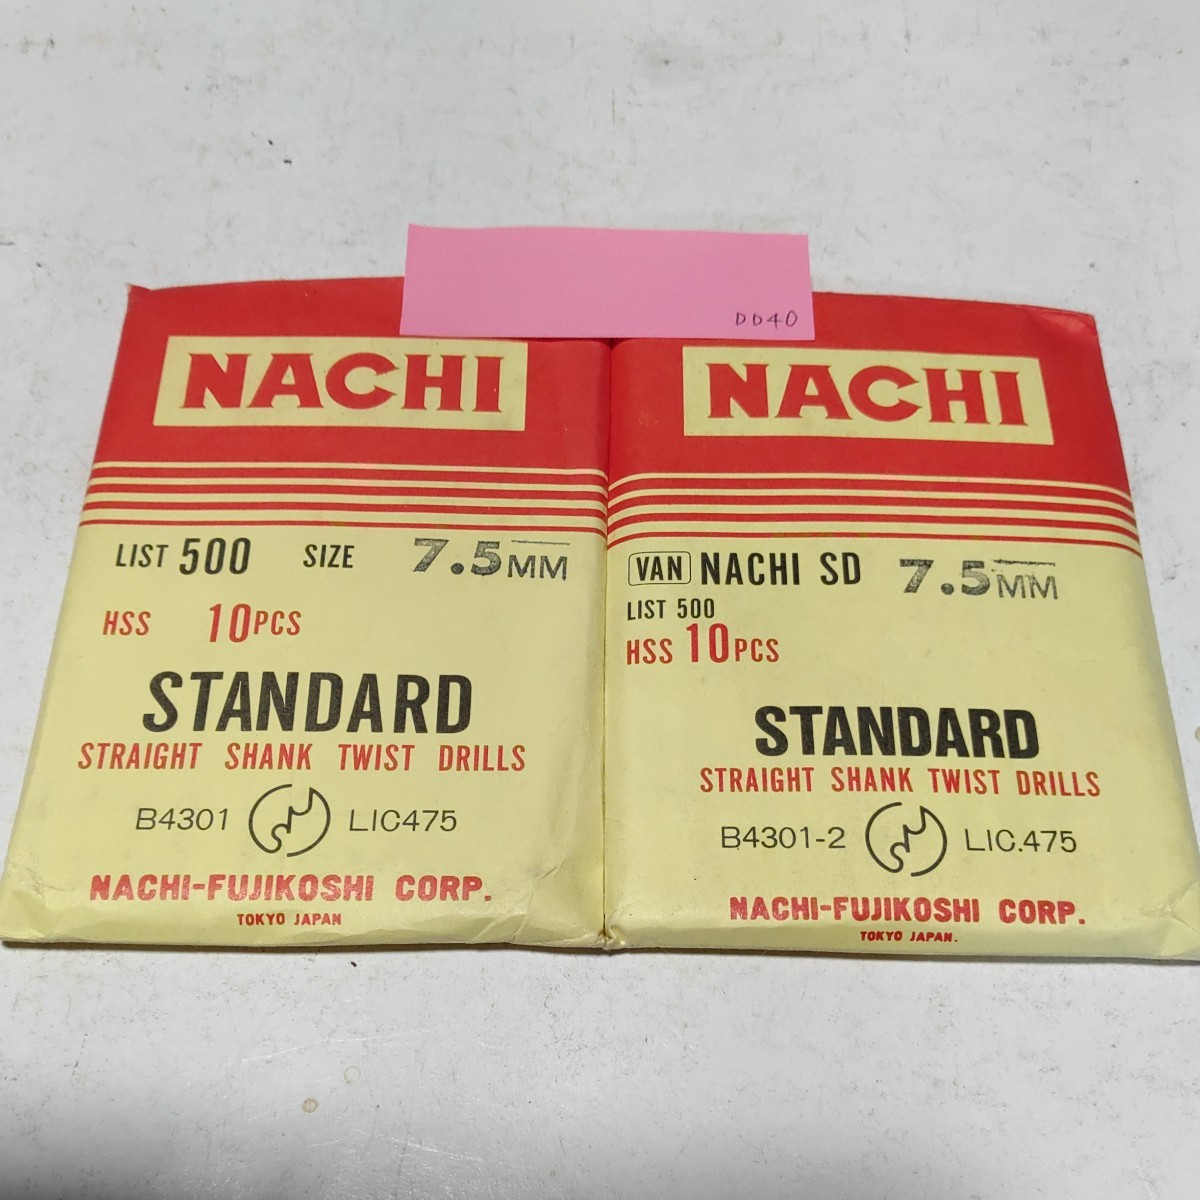 DD40
NACHI
LIST 500 SIZE 7.5MM
HSS 10PCS
STANDARD
STRAIGHT SHANK TWIST DRILLS
B4301 LIC475
NACHI-FUJIKOSHI CORP.
TOKYO JAPAN
NACHI
VAN NACHI SD 7.5MM
LIST 500
HSS 10PCS
STANDARD
STRAIGHT SHANK TWIST DRILLS
B4301-2 LIC.475
NACHI-FUJIKOSHI CORP.
TOKYO JAPAN.